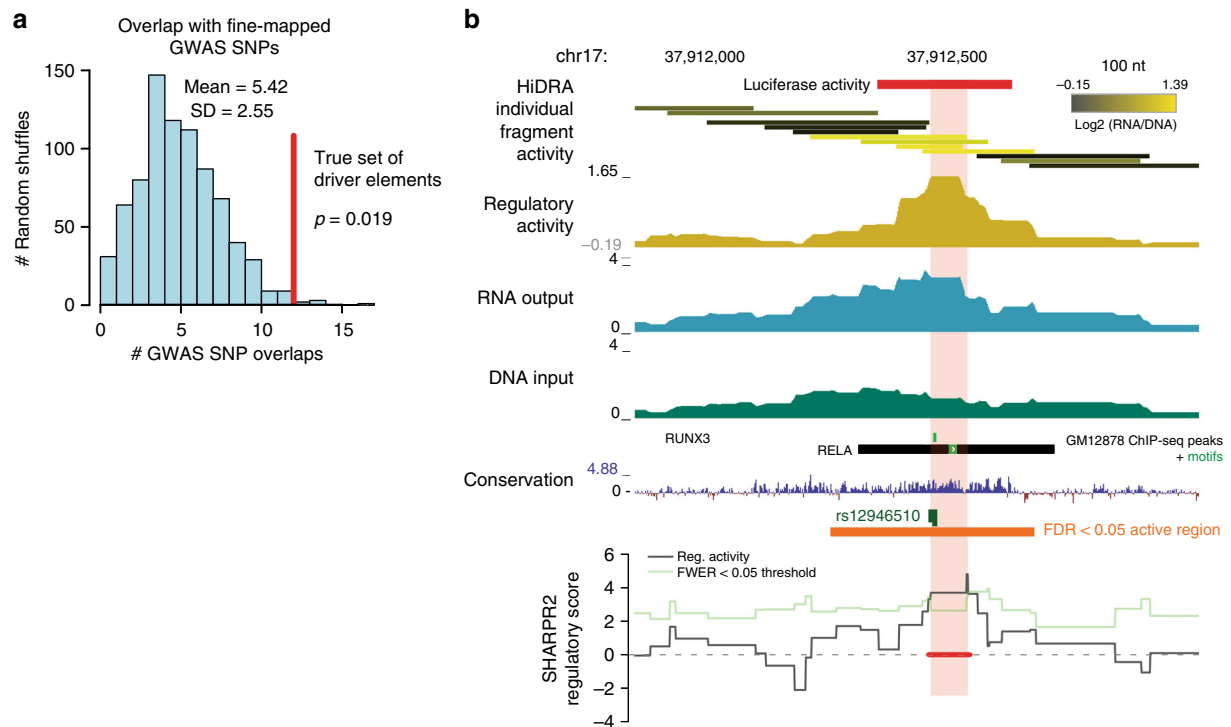 a
Overlap with fine-mapped
GWAS SNPs
Mean = 5.42
SD = 2.55
True set of
driver elements
p = 0.019
# Random shuffles
150
100
50
0
0 5 10 15
# GWAS SNP overlaps
b
chr17: 37,912,000 37,912,500
100 nt
−0.15 1.39
Log2 (RNA/DNA)
Luciferase activity
HiDRA
individual
fragment
activity
1.65
Regulatory
activity
−0.19
4
RNA output
0
4
DNA input
0
RUNX3
RELA
GM12878 ChIP-seq peaks
+ motifs
4.88
Conservation
0
rs12946510
FDR < 0.05 active region
Reg. activity
FWER < 0.05 threshold
SHARPR2
regulatory score
6
4
2
0
−2
−4